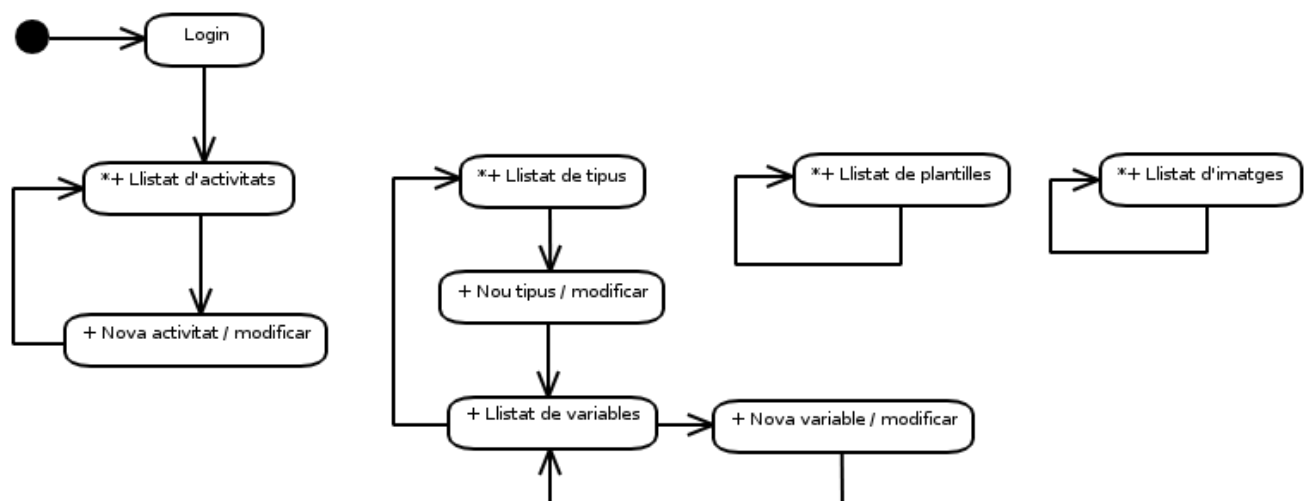 Login
*+ Llistat d'activitats
*+ Llistat de tipus
*+ Llistat de plantilles
*+ Llistat d'imatges
+ Nou tipus / modificar
+ Nova activitat / modificar
+ Llistat de variables
+ Nova variable / modificar